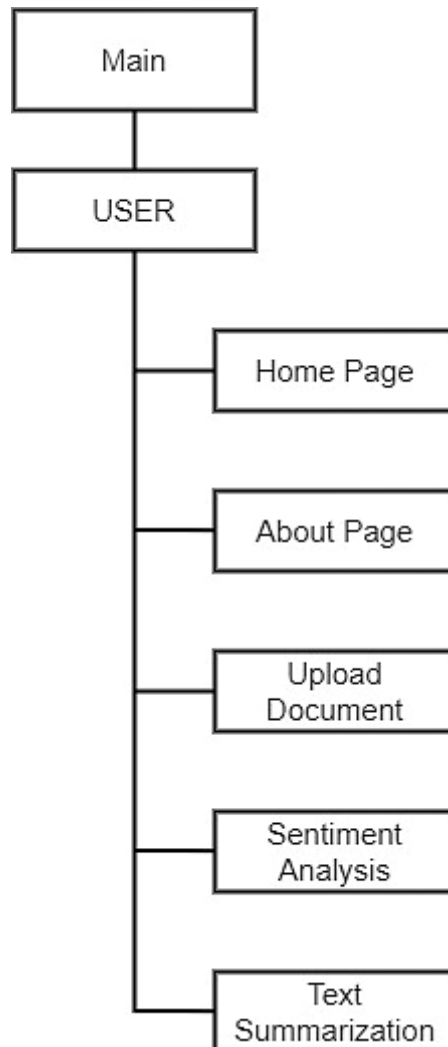 Main
USER
Home Page
About Page
Upload
Document
Sentiment
Analysis
Text
Summarization